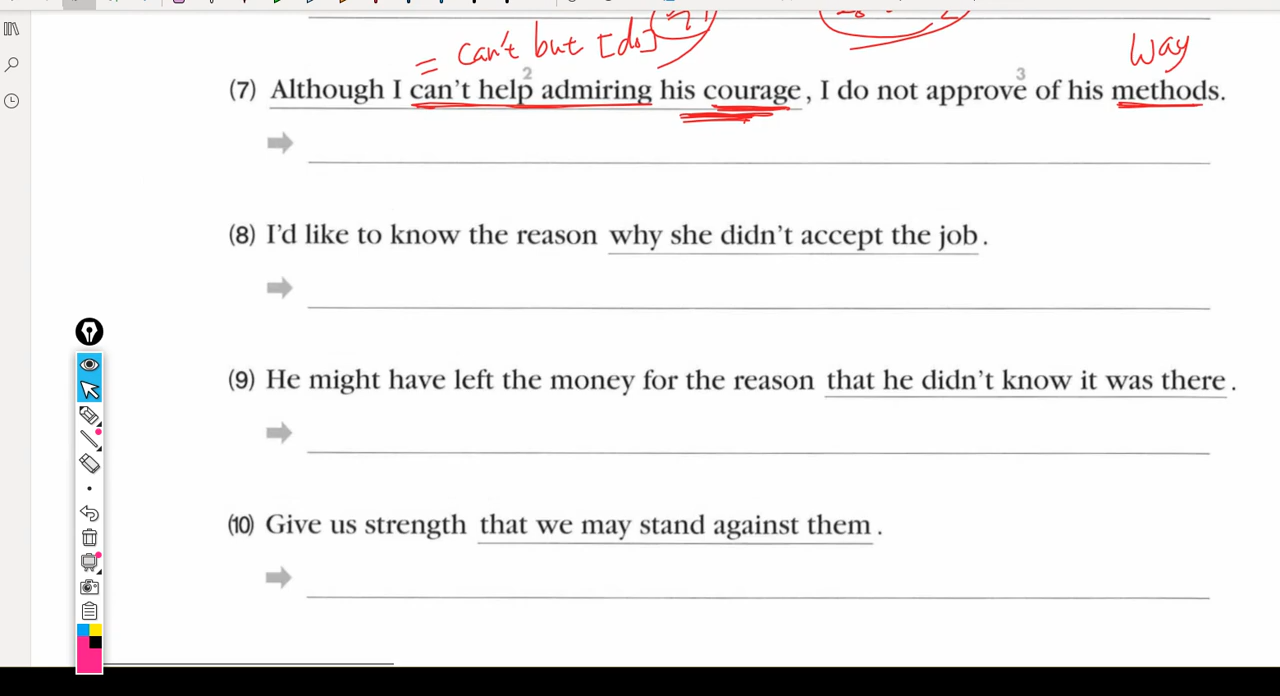 = can't but [do]
way
(7) Although I can't help² admiring his courage, I do not approve³ of his methods.
(8) I'd like to know the reason why she didn't accept the job.
(9) He might have left the money for the reason that he didn't know it was there.
(10) Give us strength that we may stand against them.